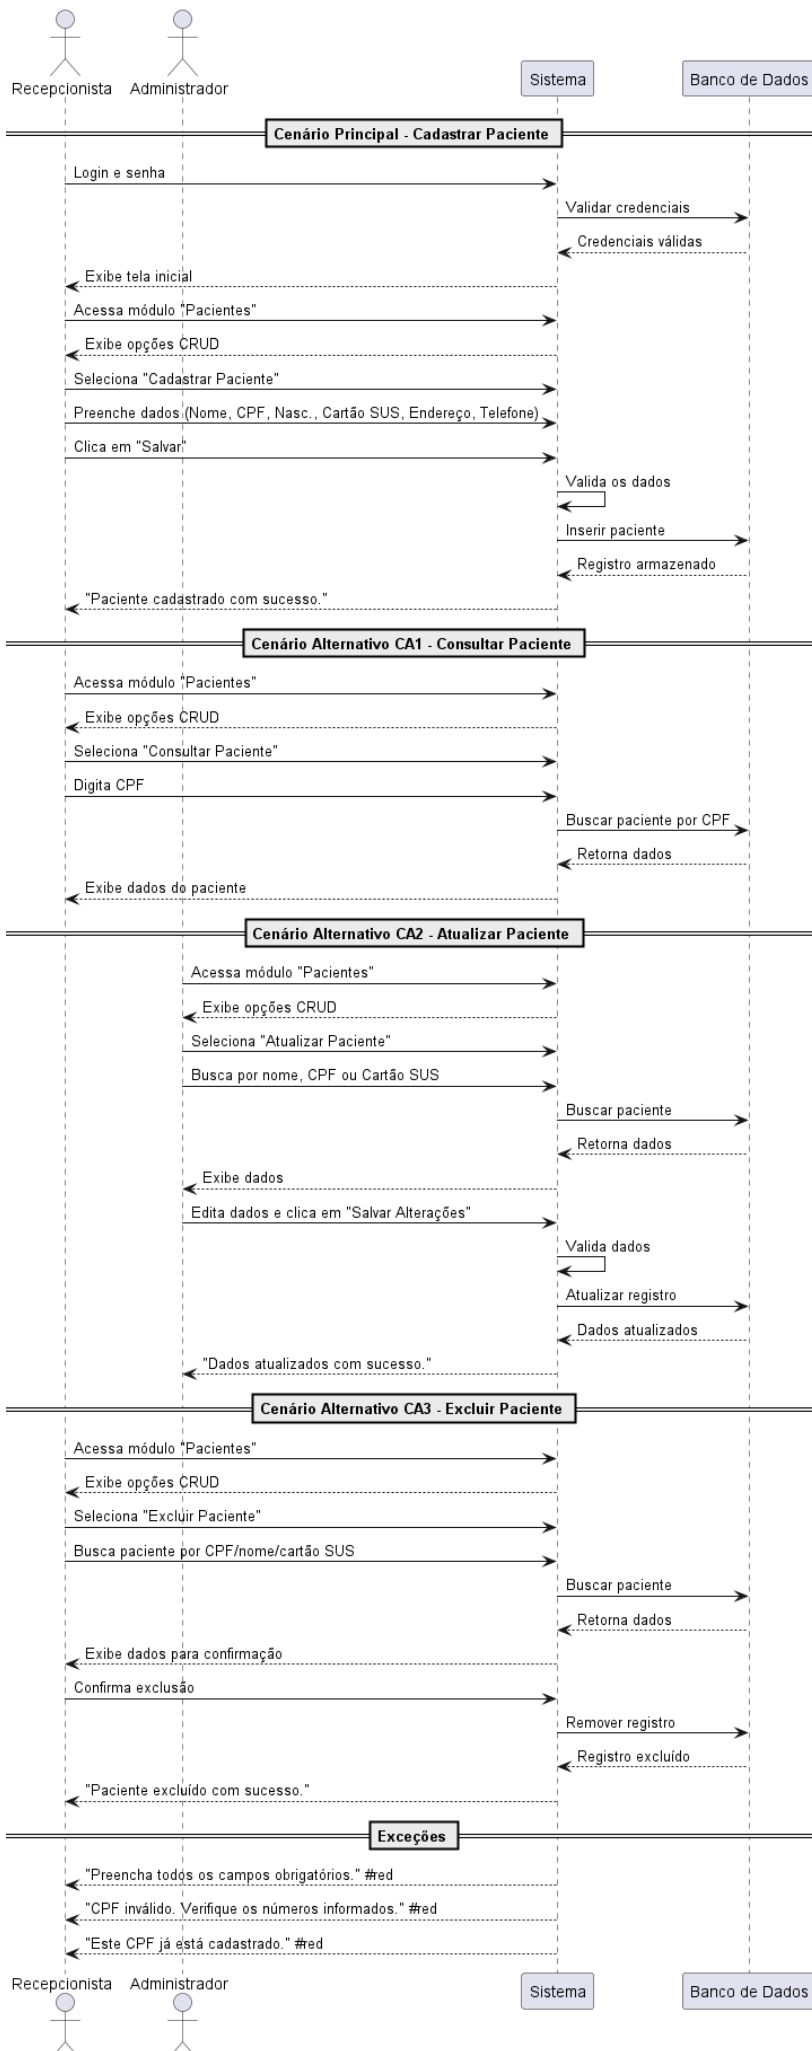 Recepcionista
Administrador
Sistema
Banco de Dados
Cenário Principal - Cadastrar Paciente
Login e senha
Validar credenciais
Credenciais válidas
Exibe tela inicial
Acessa módulo "Pacientes"
Exibe opções CRUD
Seleciona "Cadastrar Paciente"
Preenche dados (Nome, CPF, Nasc., Cartão SUS, Endereço, Telefone)
Clica em "Salvar"
Valida os dados
Inserir paciente
Registro armazenado
"Paciente cadastrado com sucesso."
Cenário Alternativo CA1 - Consultar Paciente
Acessa módulo "Pacientes"
Exibe opções CRUD
Seleciona "Consultar Paciente"
Digita CPF
Buscar paciente por CPF
Retorna dados
Exibe dados do paciente
Cenário Alternativo CA2 - Atualizar Paciente
Acessa módulo "Pacientes"
Exibe opções CRUD
Seleciona "Atualizar Paciente"
Busca por nome, CPF ou Cartão SUS
Buscar paciente
Retorna dados
Exibe dados
Edita dados e clica em "Salvar Alterações"
Valida dados
Atualizar registro
Dados atualizados
"Dados atualizados com sucesso."
Cenário Alternativo CA3 - Excluir Paciente
Acessa módulo "Pacientes"
Exibe opções CRUD
Seleciona "Excluir Paciente"
Busca paciente por CPF/nome/cartão SUS
Buscar paciente
Retorna dados
Exibe dados para confirmação
Confirma exclusão
Remover registro
Registro excluído
"Paciente excluído com sucesso."
Exceções
"Preencha todos os campos obrigatórios." #red
"CPF inválido. Verifique os números informados." #red
"Este CPF já está cadastrado." #red
Recepcionista
Administrador
Sistema
Banco de Dados